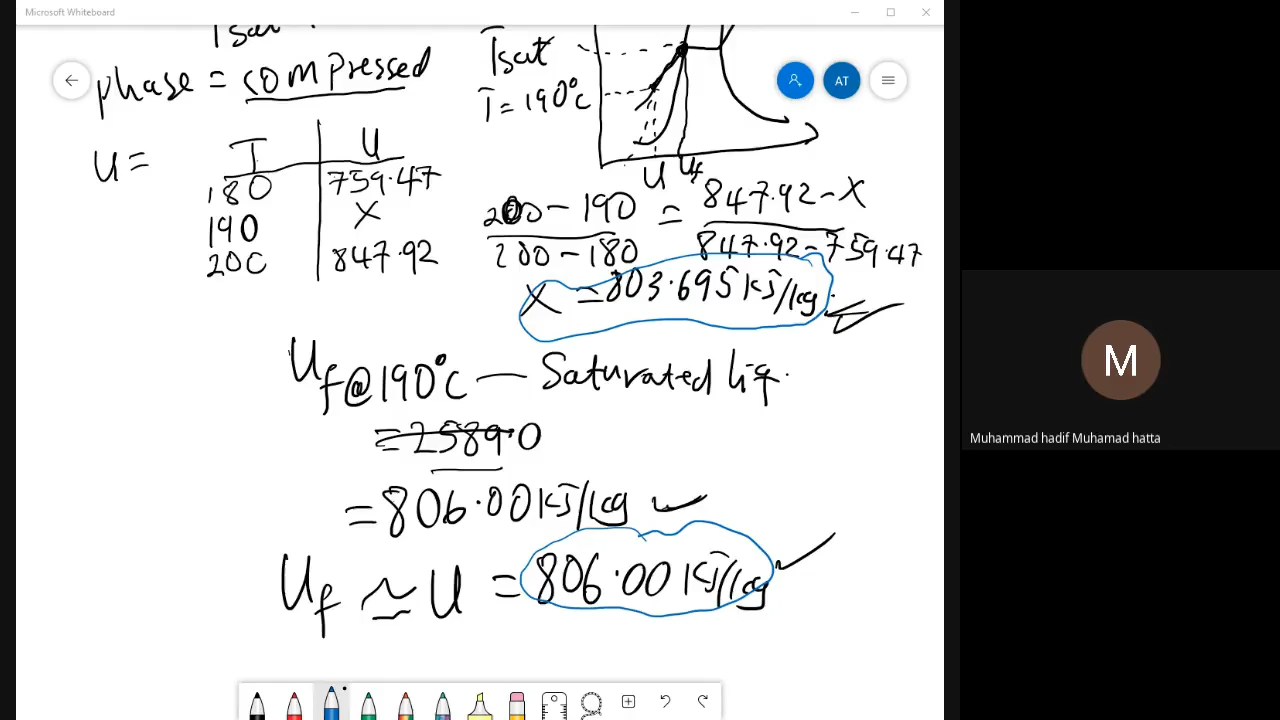 Microsoft Whiteboard
Tsat
phase = compressed
Tsat
T = 190°C
AT
U =
T U
180 759.47
190 X
200 847.92
U Uf
200 - 190 = 847.92 - X
200 - 180 847.92 - 759.47
X = 803.695 kJ/kg
Uf@190°C — Saturated liq.
= 2589.0
= 806.00 kJ/kg
Uf ≃ U = 806.00 kJ/kg
M
Muhammad hadif Muhamad hatta